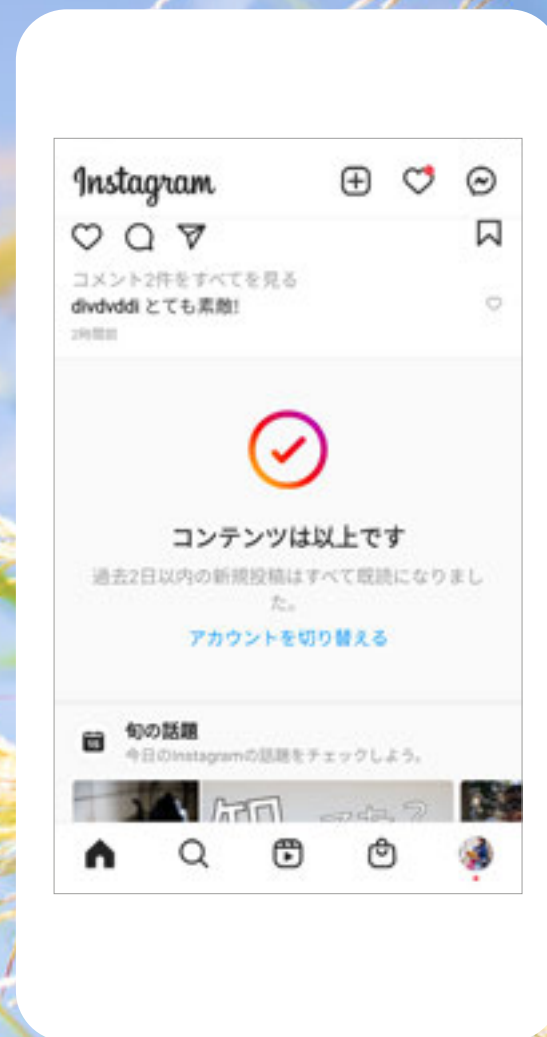 Instagram
コメント2件をすべてを見る
divdvddi とても素敵!
2時間前
コンテンツは以上です
過去2日以内の新規投稿はすべて既読になりまし
た。
アカウントを切り替える
旬の話題
今日のInstagramの話題をチェックしよう。